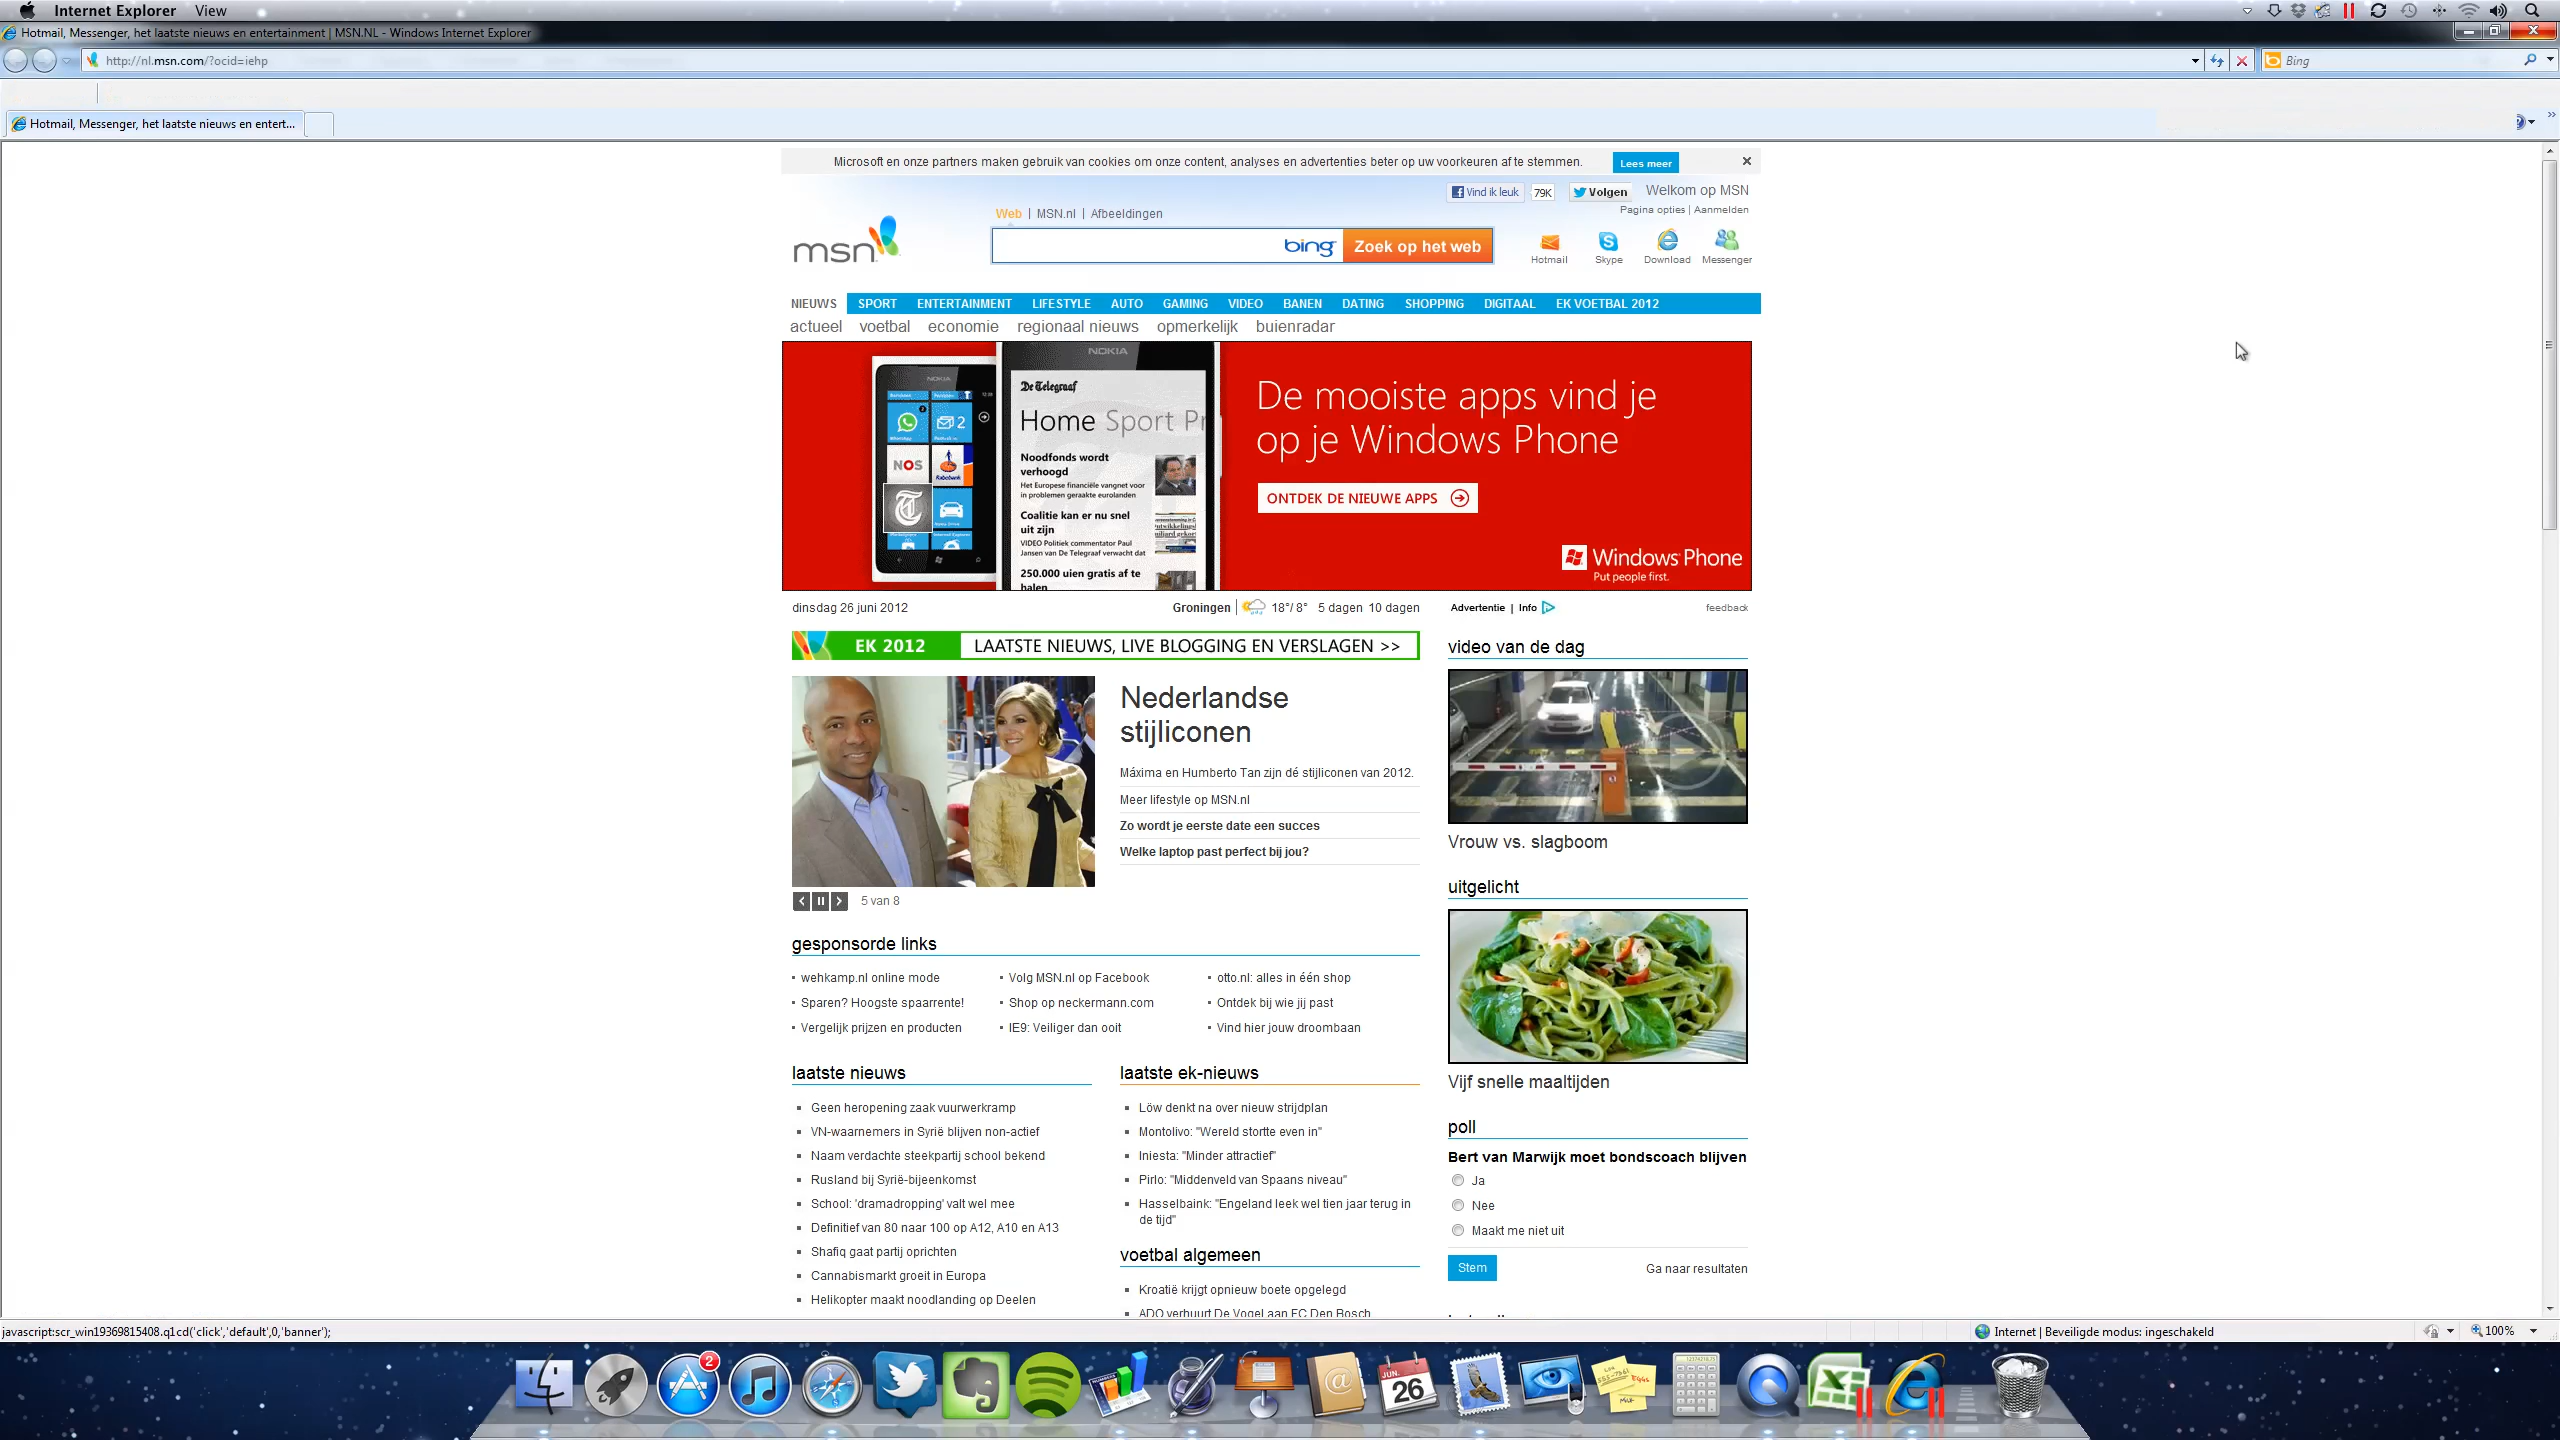 Internet Explorer View
Hotmail, Messenger, het laatste nieuws en entertainment | MSN.NL - Windows Internet Explorer
http://nl.msn.com/?ocid=iehp
Bing
Hotmail, Messenger, het laatste nieuws en entert...
Microsoft en onze partners maken gebruik van cookies om onze content, analyses en advertenties beter op uw voorkeuren af te stemmen.
Lees meer
Vind ik leuk 79K Volgen Welkom op MSN
Pagina opties | Aanmelden
Web | MSN.nl | Afbeeldingen
msn
bing Zoek op het web
Hotmail Skype Download Messenger
NIEUWS SPORT ENTERTAINMENT LIFESTYLE AUTO GAMING VIDEO BANEN DATING SHOPPING DIGITAAL EK VOETBAL 2012
actueel voetbal economie regionaal nieuws opmerkelijk buienradar
NOKIA
NOKIA
2
NOS
Rabobank
De Telegraaf
Home Sport Pr
Noodfonds wordt
verhoogd
Het Europese financiële vangnet voor
in problemen geraakte eurolanden
Coalitie kan er nu snel
uit zijn
VIDEO Politiek commentator Paul
Jansen van De Telegraaf verwacht dat
250.000 uien gratis af te
halen
De mooiste apps vind je
op je Windows Phone
ONTDEK DE NIEUWE APPS
Windows Phone
Put people first.
dinsdag 26 juni 2012
Groningen | 18°/ 8° 5 dagen 10 dagen
Advertentie | Info
feedback
EK 2012 LAATSTE NIEUWS, LIVE BLOGGING EN VERSLAGEN >>
Nederlandse
stijliconen
Máxima en Humberto Tan zijn dé stijliconen van 2012.
Meer lifestyle op MSN.nl
Zo wordt je eerste date een succes
Welke laptop past perfect bij jou?
5 van 8
video van de dag
Vrouw vs. slagboom
uitgelicht
Vijf snelle maaltijden
gesponsorde links
wehkamp.nl online mode
Sparen? Hoogste spaarrente!
Vergelijk prijzen en producten
Volg MSN.nl op Facebook
Shop op neckermann.com
IE9: Veiliger dan ooit
otto.nl: alles in één shop
Ontdek bij wie jij past
Vind hier jouw droombaan
laatste nieuws
Geen heropening zaak vuurwerkramp
VN-waarnemers in Syrië blijven non-actief
Naam verdachte steekpartij school bekend
Rusland bij Syrië-bijeenkomst
School: 'dramadropping' valt wel mee
Definitief van 80 naar 100 op A12, A10 en A13
Shafiq gaat partij oprichten
Cannabismarkt groeit in Europa
Helikopter maakt noodlanding op Deelen
laatste ek-nieuws
Löw denkt na over nieuw strijdplan
Montolivo: "Wereld stortte even in"
Iniesta: "Minder attractief"
Pirlo: "Middenveld van Spaans niveau"
Hasselbaink: "Engeland leek wel tien jaar terug in
de tijd"
voetbal algemeen
Kroatië krijgt opnieuw boete opgelegd
ADO verhuurt De Vogel aan FC Den Bosch
poll
Bert van Marwijk moet bondscoach blijven
Ja
Nee
Maakt me niet uit
Stem
Ga naar resultaten
javascript:scr_win19369815408.q1cd('click','default',0,'banner');
Internet | Beveiligde modus: ingeschakeld
100%
2
JUN.
26